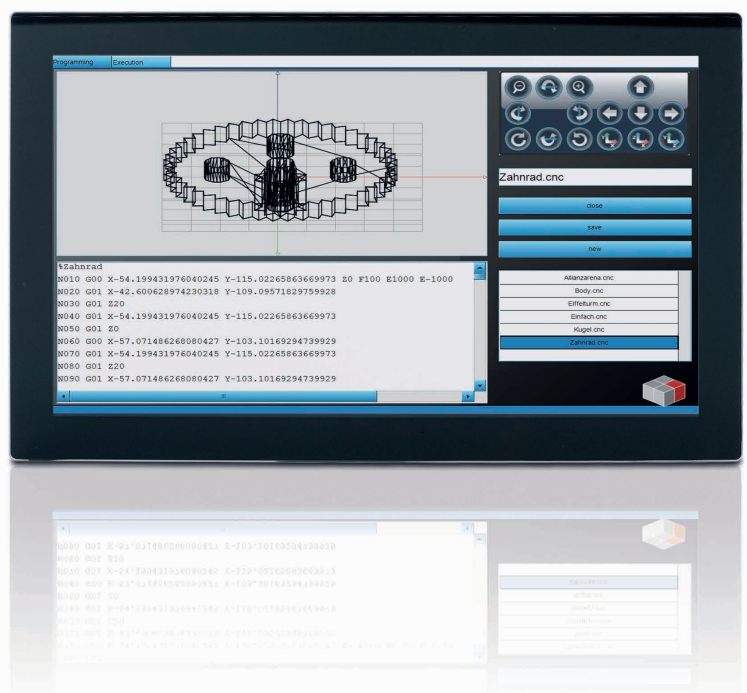 Programming Execution
Zahnrad.cnc
close
save
new
%Zahnrad
N010 G00 X-54.199431976040245 Y-115.02265863669973 Z0 F100 E1000 E-1000
N020 G01 X-42.600628974230318 Y-109.09571829759928
N030 G01 Z20
N040 G01 X-54.199431976040245 Y-115.02265863669973
N050 G01 Z0
N060 G00 X-57.071486268080427 Y-103.10169294739929
N070 G01 X-54.199431976040245 Y-115.02265863669973
N080 G01 Z20
N090 G01 X-57.071486268080427 Y-103.10169294739929
Allianzarena.cnc
Body.cnc
Eiffelturm.cnc
Einfach.cnc
Kugel.cnc
Zahnrad.cnc